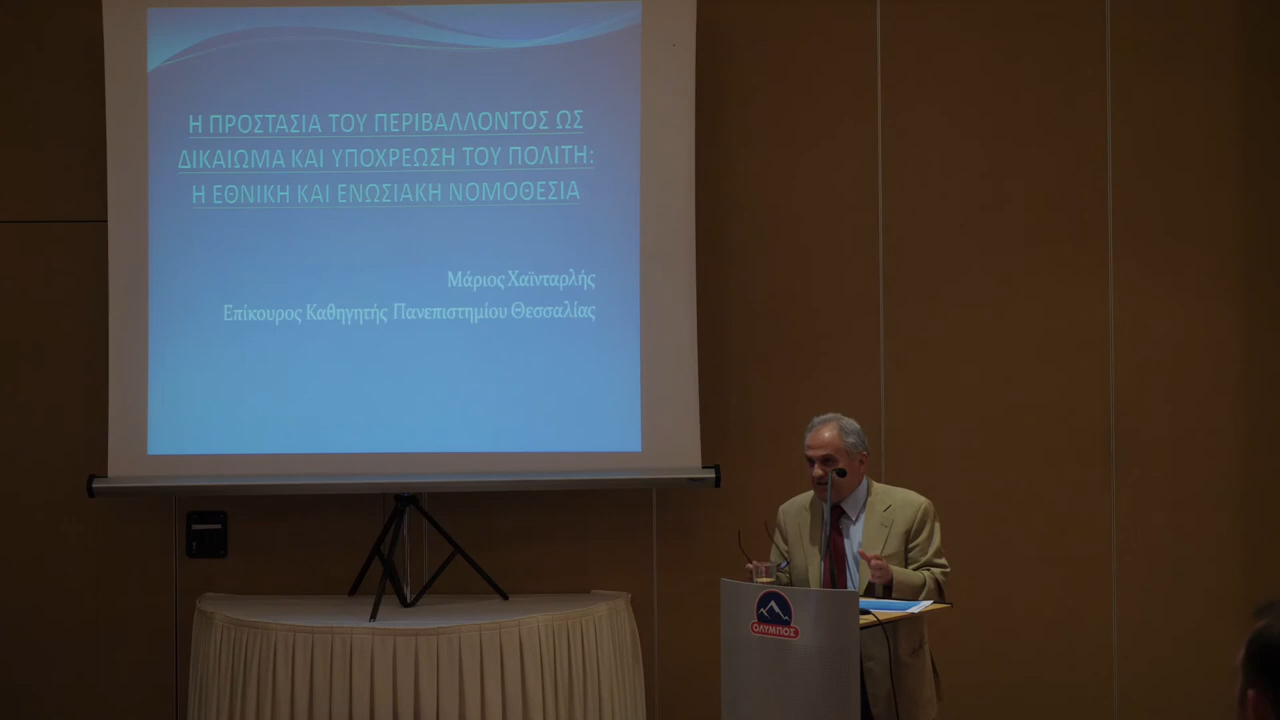 Η ΠΡΟΣΤΑΣΙΑ ΤΟΥ ΠΕΡΙΒΑΛΛΟΝΤΟΣ ΩΣ
ΔΙΚΑΙΩΜΑ ΚΑΙ ΥΠΟΧΡΕΩΣΗ ΤΟΥ ΠΟΛΙΤΗ:
Η ΕΘΝΙΚΗ ΚΑΙ ΕΝΩΣΙΑΚΗ ΝΟΜΟΘΕΣΙΑ
Μάριος Χαϊνταρλής
Επίκουρος Καθηγητής Πανεπιστημίου Θεσσαλίας
ΟΛΥΜΠΟΣ